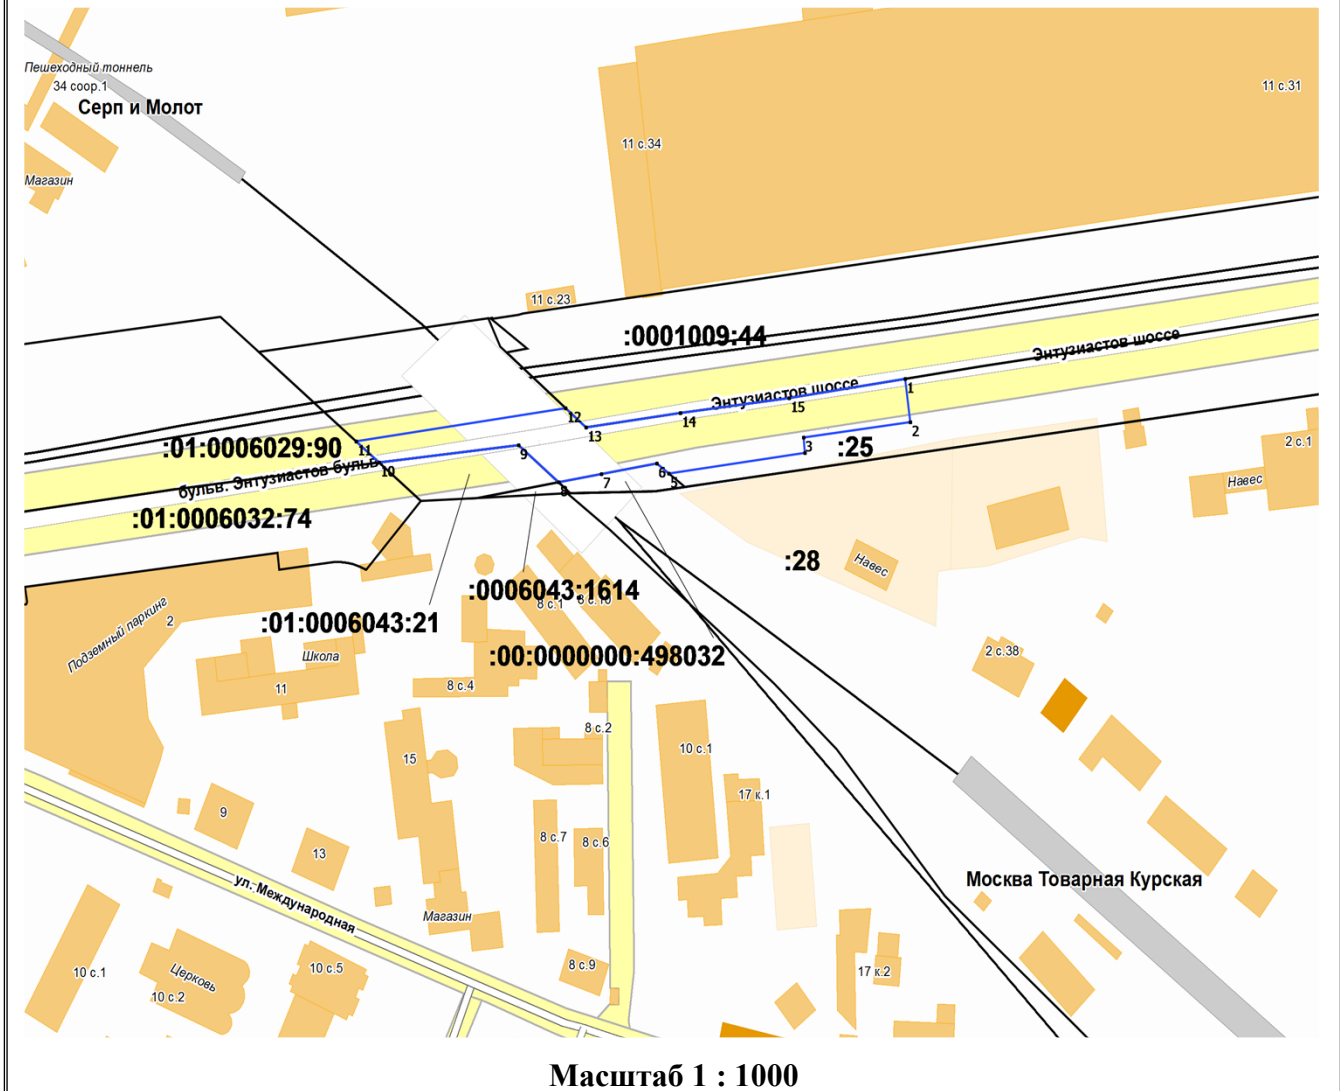 Пешеходный тоннель
34 соор.1
Серп и Молот
11 с.31
11 с.34
Магазин
11 с.23
:0001009:44
Энтузиастов шоссе
Энтузиастов шоссе
1
15
14
12
13
2
3
:25
11
:01:0006029:90
10
9
бульв. Энтузиастов бульв
6
7
5
8
2 с.1
Навес
:01:0006032:74
:28
Навес
:0006043:1614
8 с.1
8 с.10
:01:0006043:21
Подземный паркинг
2
Школа
:00:0000000:498032
2 с.38
11
8 с.4
8 с.2
15
10 с.1
17 к.1
9
8 с.7
8 с.6
13
ул. Международная
Москва Товарная Курская
Магазин
10 с.1
Церковь
10 с.2
10 с.5
8 с.9
17 к.2
Масштаб 1 : 1000